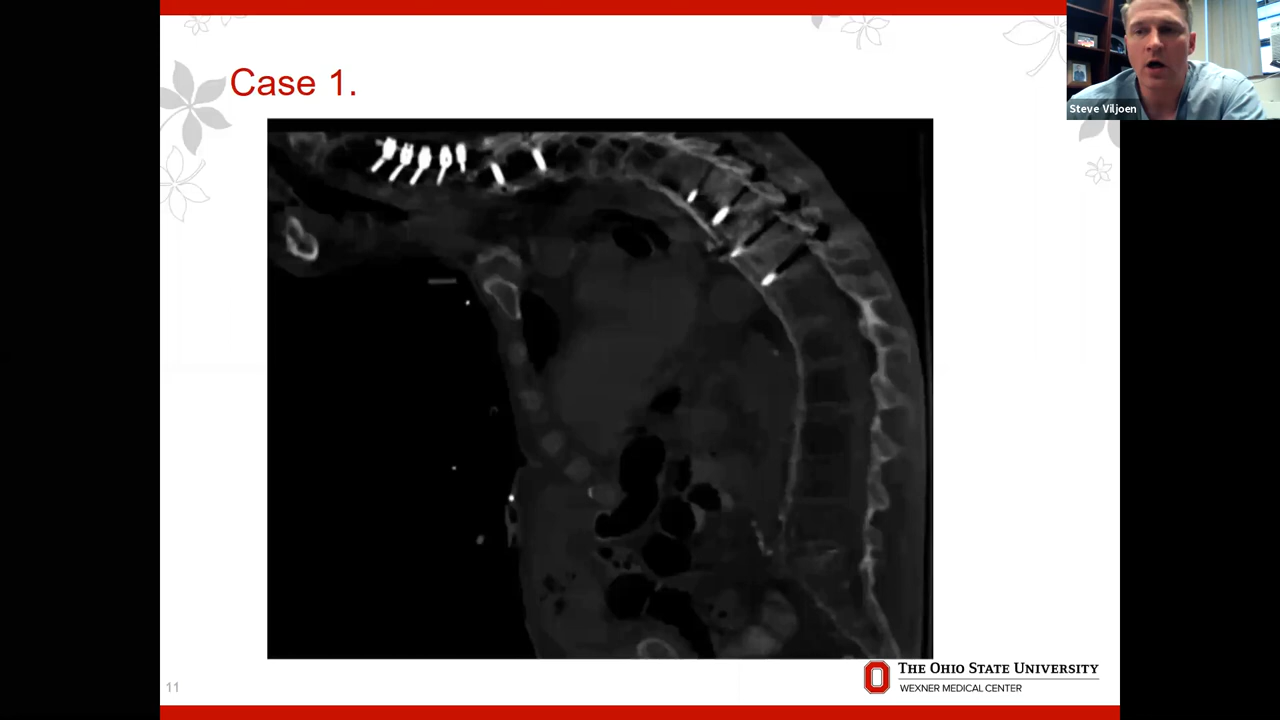 Case 1.
Steve Viljoen
THE OHIO STATE UNIVERSITY
WEXNER MEDICAL CENTER
11